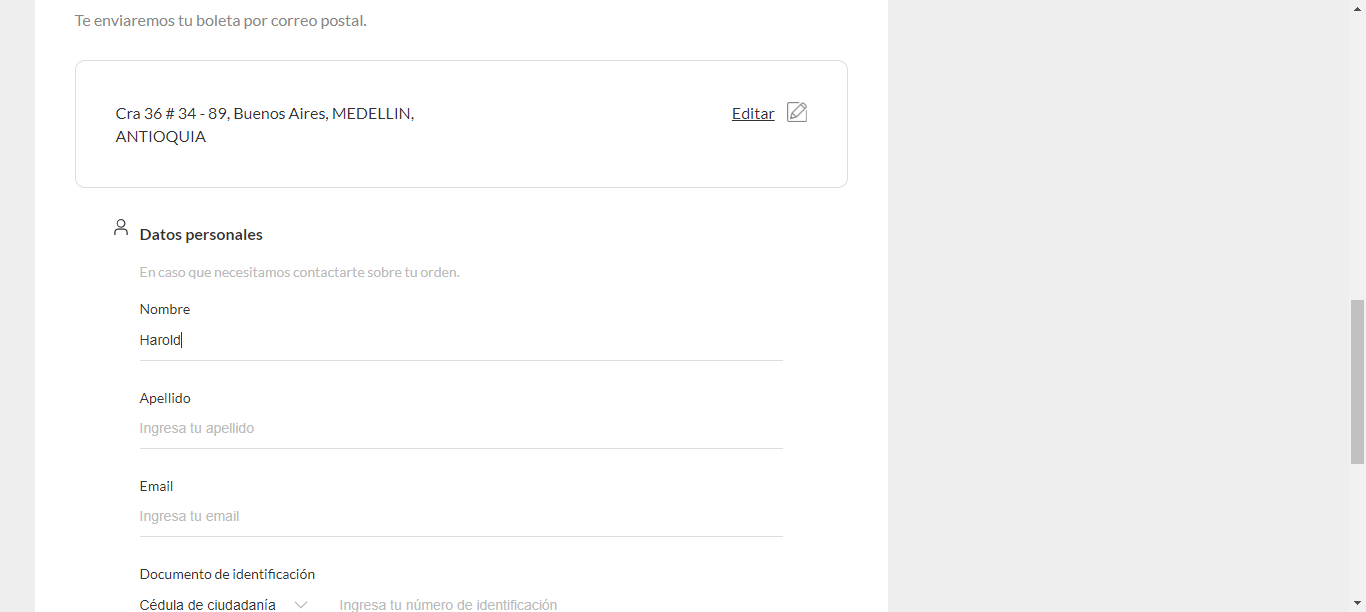 Te enviaremos tu boleta por correo postal.
Cra 36 # 34 - 89, Buenos Aires, MEDELLIN,
ANTIOQUIA
Editar
Datos personales
En caso que necesitamos contactarte sobre tu orden.
Nombre
Harold
Apellido
Ingresa tu apellido
Email
Ingresa tu email
Documento de identificación
Cédula de ciudadanía
Ingresa tu número de identificación